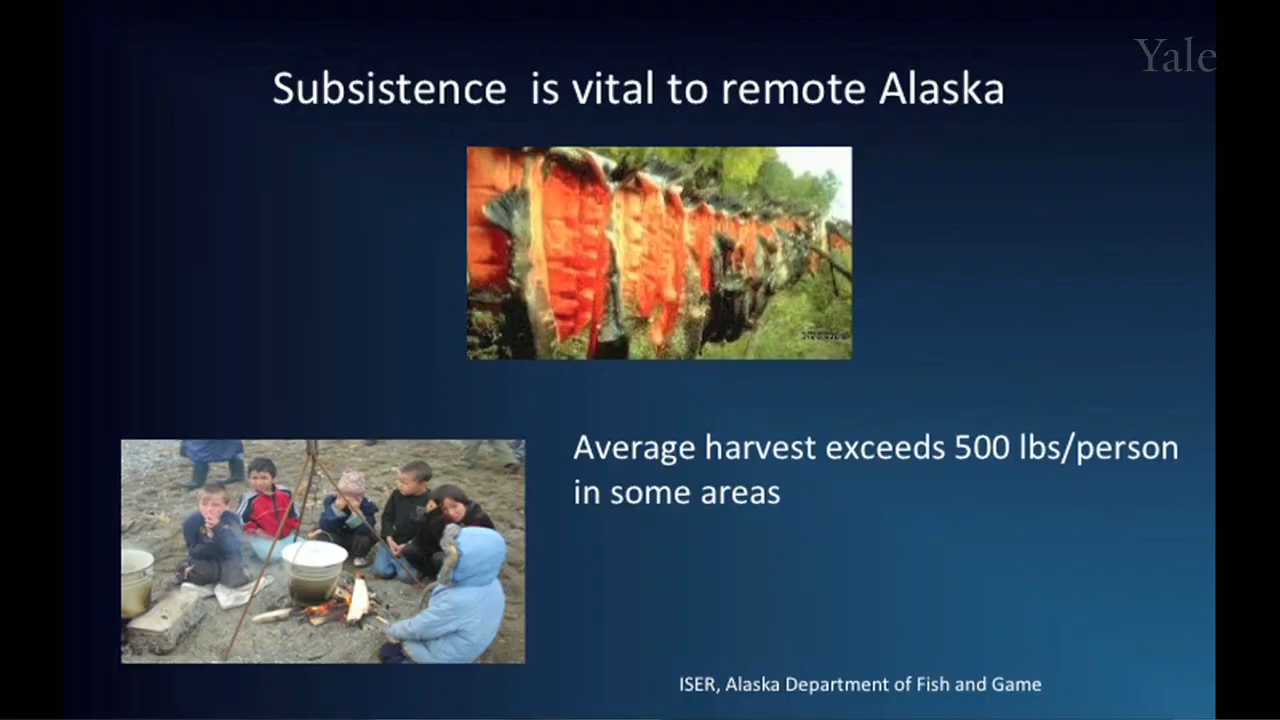 Yale
Subsistence  is vital to remote Alaska
Average harvest exceeds 500 lbs/person
in some areas
ISER, Alaska Department of Fish and Game